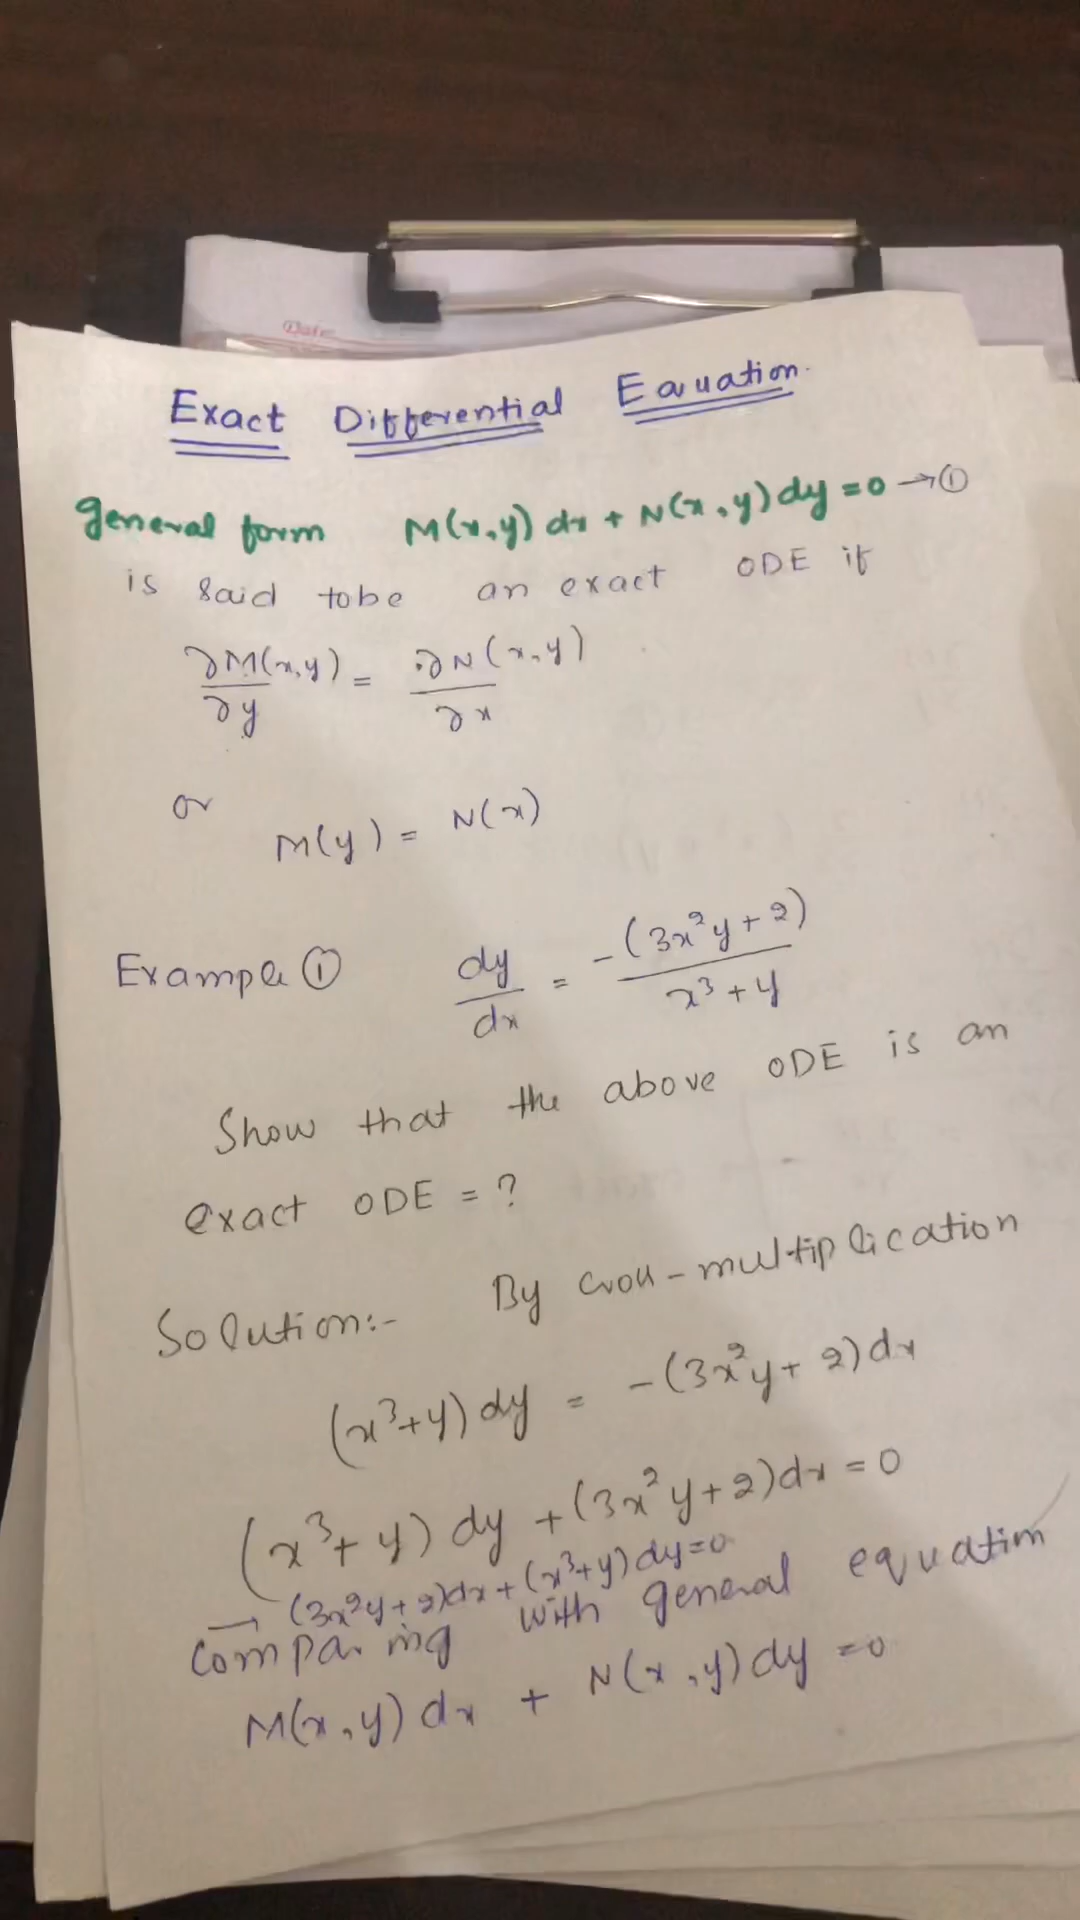 Date
Exact Differential Equation.
general form M(x,y) dx + N(x,y) dy = 0 → ①
is said tobe an exact ODE if
∂M(x,y)/∂y = ∂N(x,y)/∂x
or M(y) = N(x)
Example ① dy/dx = -(3x²y+2)/x³+y
Show that the above ODE is an
exact ODE = ?
Solution:- By cross-multiplication
(x³+y) dy = -(3x²y+2) dx
(x³+y) dy + (3x²y+2) dx = 0
→ (3x²y+2)dx + (x³+y) dy = 0
Comparing with general equation
M(x,y) dx + N(x,y) dy = 0